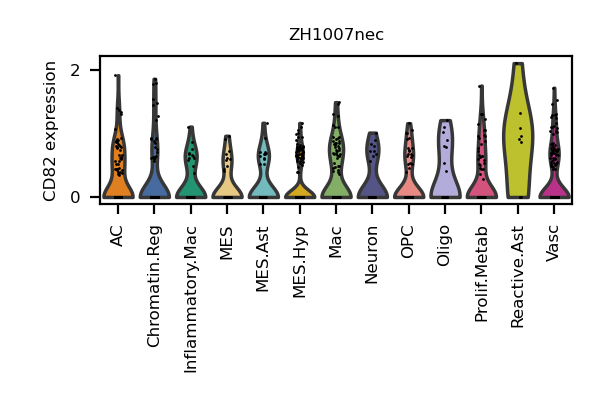 ZH1007nec
CD82 expression
2
0
AC
Chromatin.Reg
Inflammatory.Mac
MES
MES.Ast
MES.Hyp
Mac
Neuron
OPC
Oligo
Prolif.Metab
Reactive.Ast
Vasc